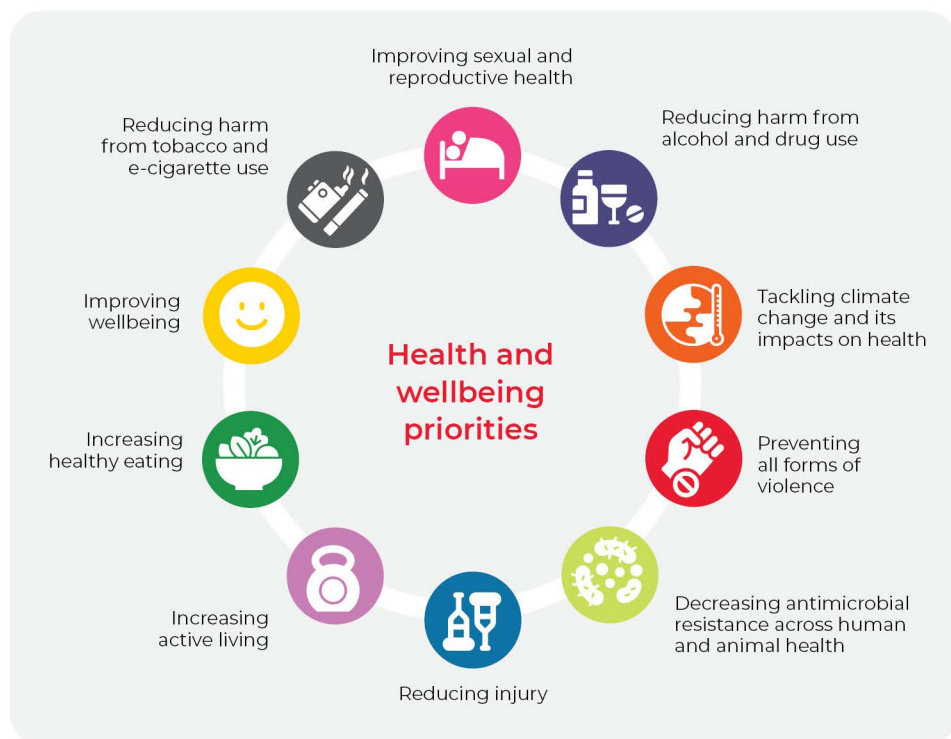 Improving sexual and
reproductive health
Reducing harm from
alcohol and drug use
Tackling climate
change and its
impacts on health
Preventing
all forms of
violence
Decreasing antimicrobial
resistance across human
and animal health
Reducing injury
Increasing
active living
Increasing
healthy eating
Improving
wellbeing
Reducing harm
from tobacco and
e-cigarette use
Health and
wellbeing
priorities